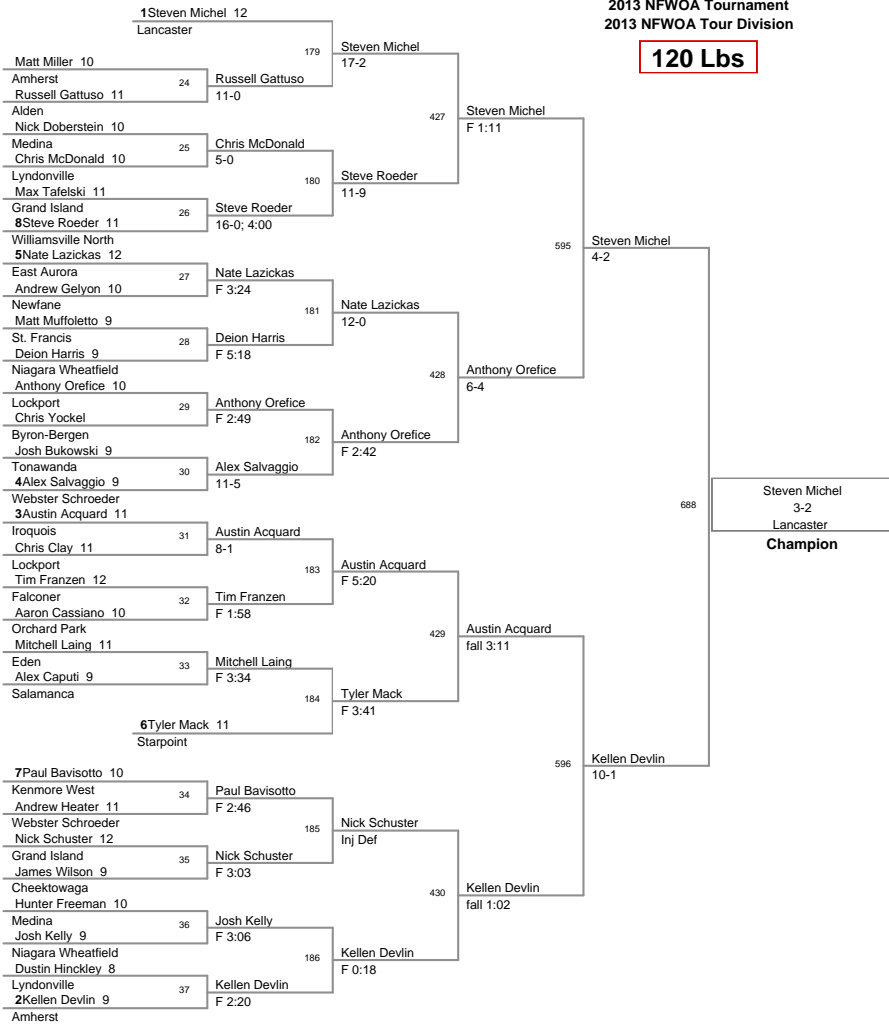 2013 NFWOA Tournament
2013 NFWOA Tour Division
120 Lbs
1Steven Michel 12
Lancaster
179
Steven Michel
17-2
Matt Miller 10
Amherst
24
Russell Gattuso
11-0
Russell Gattuso 11
Alden
427
Steven Michel
F 1:11
Nick Doberstein 10
Medina
25
Chris McDonald
5-0
Chris McDonald 10
Lyndonville
180
Steve Roeder
11-9
Max Tafelski 11
Grand Island
26
Steve Roeder
16-0; 4:00
8Steve Roeder 11
Williamsville North
595
Steven Michel
4-2
5Nate Lazickas 12
East Aurora
27
Nate Lazickas
F 3:24
Andrew Gelyon 10
Newfane
181
Nate Lazickas
12-0
Matt Muffoletto 9
St. Francis
28
Deion Harris
F 5:18
Deion Harris 9
Niagara Wheatfield
428
Anthony Orefice
6-4
Anthony Orefice 10
Lockport
29
Anthony Orefice
F 2:49
Chris Yockel
Byron-Bergen
182
Anthony Orefice
F 2:42
Josh Bukowski 9
Tonawanda
30
Alex Salvaggio
11-5
4Alex Salvaggio 9
Webster Schroeder
688
Steven Michel
3-2
Lancaster
Champion
3Austin Acquard 11
Iroquois
31
Austin Acquard
8-1
Chris Clay 11
Lockport
183
Austin Acquard
F 5:20
Tim Franzen 12
Falconer
32
Tim Franzen
F 1:58
Aaron Cassiano 10
Orchard Park
429
Austin Acquard
fall 3:11
Mitchell Laing 11
Eden
33
Mitchell Laing
F 3:34
Alex Caputi 9
Salamanca
184
Tyler Mack
F 3:41
6Tyler Mack 11
Starpoint
596
Kellen Devlin
10-1
7Paul Bavisotto 10
Kenmore West
34
Paul Bavisotto
F 2:46
Andrew Heater 11
Webster Schroeder
185
Nick Schuster
Inj Def
Nick Schuster 12
Grand Island
35
Nick Schuster
F 3:03
James Wilson 9
Cheektowaga
430
Kellen Devlin
fall 1:02
Hunter Freeman 10
Medina
36
Josh Kelly
F 3:06
Josh Kelly 9
Niagara Wheatfield
186
Kellen Devlin
F 0:18
Dustin Hinckley 8
Lyndonville
37
Kellen Devlin
F 2:20
2Kellen Devlin 9
Amherst